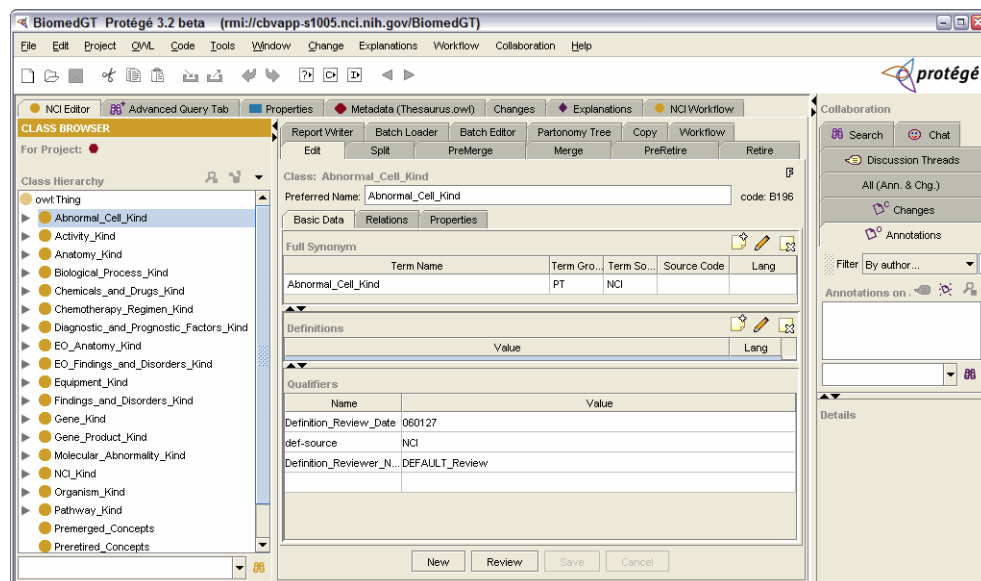 BiomedGT Protégé 3.2 beta (rmi://cbvapp-s1005.nci.nih.gov/BiomedGT)
File Edit Project OWL Code Tools Window Change Explanations Workflow Collaboration Help
protégé
NCI Editor Advanced Query Tab Properties Metadata (Thesaurus.owl) Changes Explanations NCI Workflow
CLASS BROWSER
For Project:
Class Hierarchy
owl:Thing
Abnormal_Cell_Kind
Activity_Kind
Anatomy_Kind
Biological_Process_Kind
Chemicals_and_Drugs_Kind
Chemotherapy_Regimen_Kind
Diagnostic_and_Prognostic_Factors_Kind
EO_Anatomy_Kind
EO_Findings_and_Disorders_Kind
Equipment_Kind
Findings_and_Disorders_Kind
Gene_Kind
Gene_Product_Kind
Molecular_Abnormality_Kind
NCI_Kind
Organism_Kind
Pathway_Kind
Premerged_Concepts
Preretired_Concepts
Report Writer Batch Loader Batch Editor Partonomy Tree Copy Workflow
Edit Split PreMerge Merge PreRetire Retire
Class: Abnormal_Cell_Kind
Preferred Name: Abnormal_Cell_Kind code: B196
Basic Data Relations Properties
Full Synonym
Term Name Term Gro... Term So... Source Code Lang
Abnormal_Cell_Kind PT NCI
Definitions
Value Lang
Qualifiers
Name Value
Definition_Review_Date 060127
def-source NCI
Definition_Reviewer_N... DEFAULT_Review
New Review Save Cancel
Collaboration
Search Chat
Discussion Threads
All (Ann. & Chg.)
Changes
Annotations
Filter By author...
Annotations on .
Details